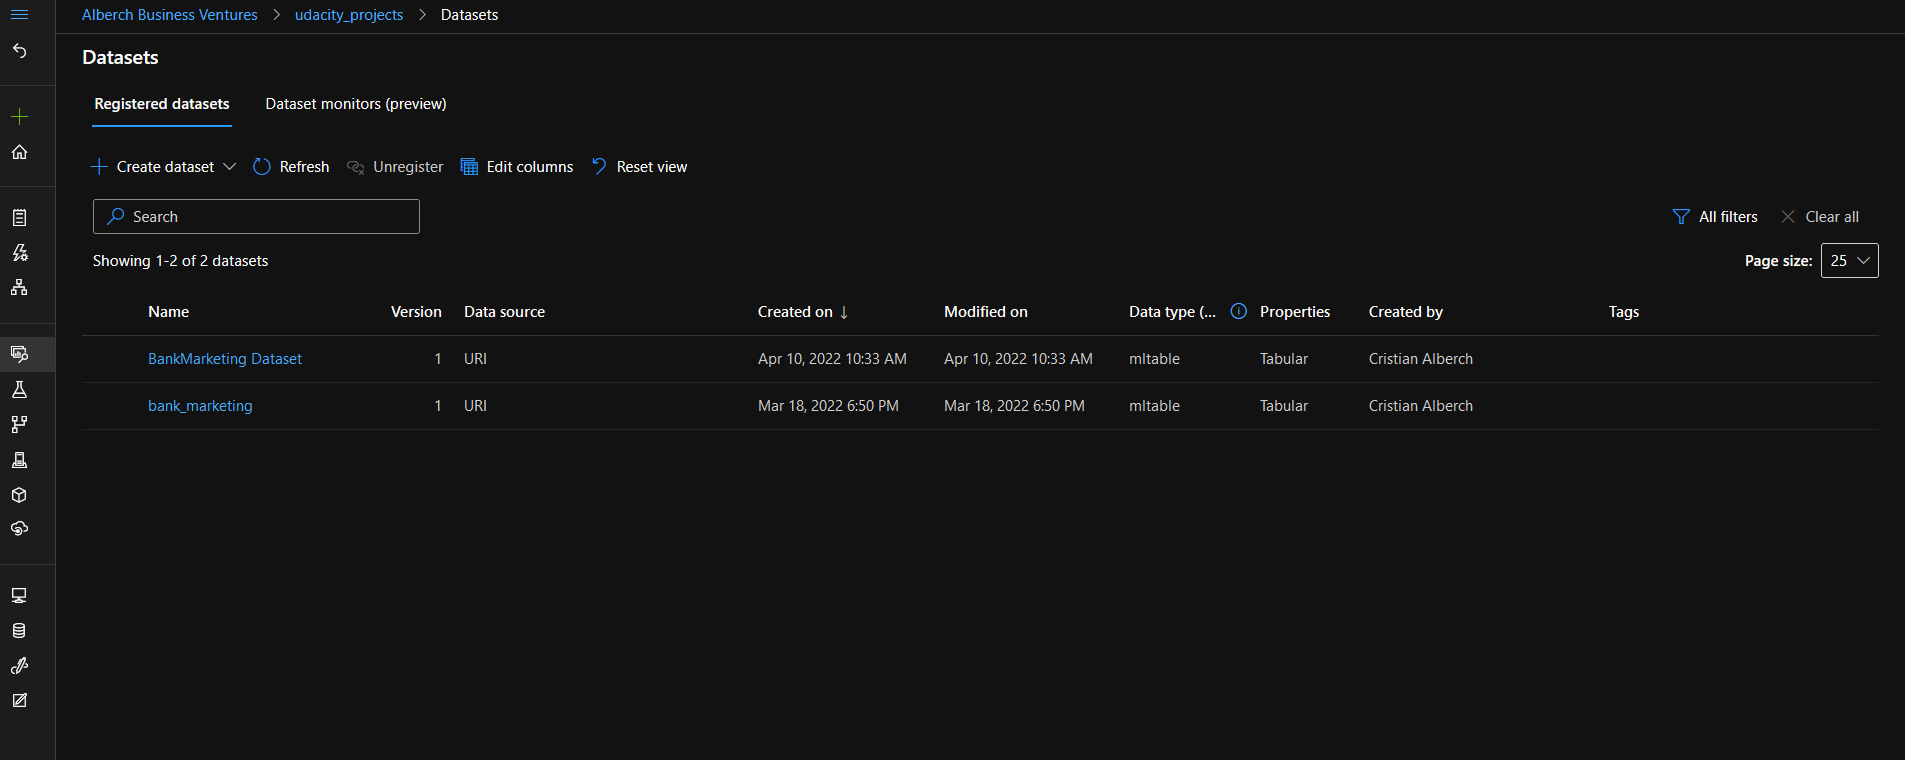 Alberch Business Ventures > udacity_projects > Datasets
Datasets
Registered datasets Dataset monitors (preview)
Create dataset Refresh Unregister Edit columns Reset view
Search All filters Clear all
Showing 1-2 of 2 datasets Page size: 25
Name Version Data source Created on ↓ Modified on Data type (... Properties Created by Tags
BankMarketing Dataset 1 URI Apr 10, 2022 10:33 AM Apr 10, 2022 10:33 AM mltable Tabular Cristian Alberch
bank_marketing 1 URI Mar 18, 2022 6:50 PM Mar 18, 2022 6:50 PM mltable Tabular Cristian Alberch